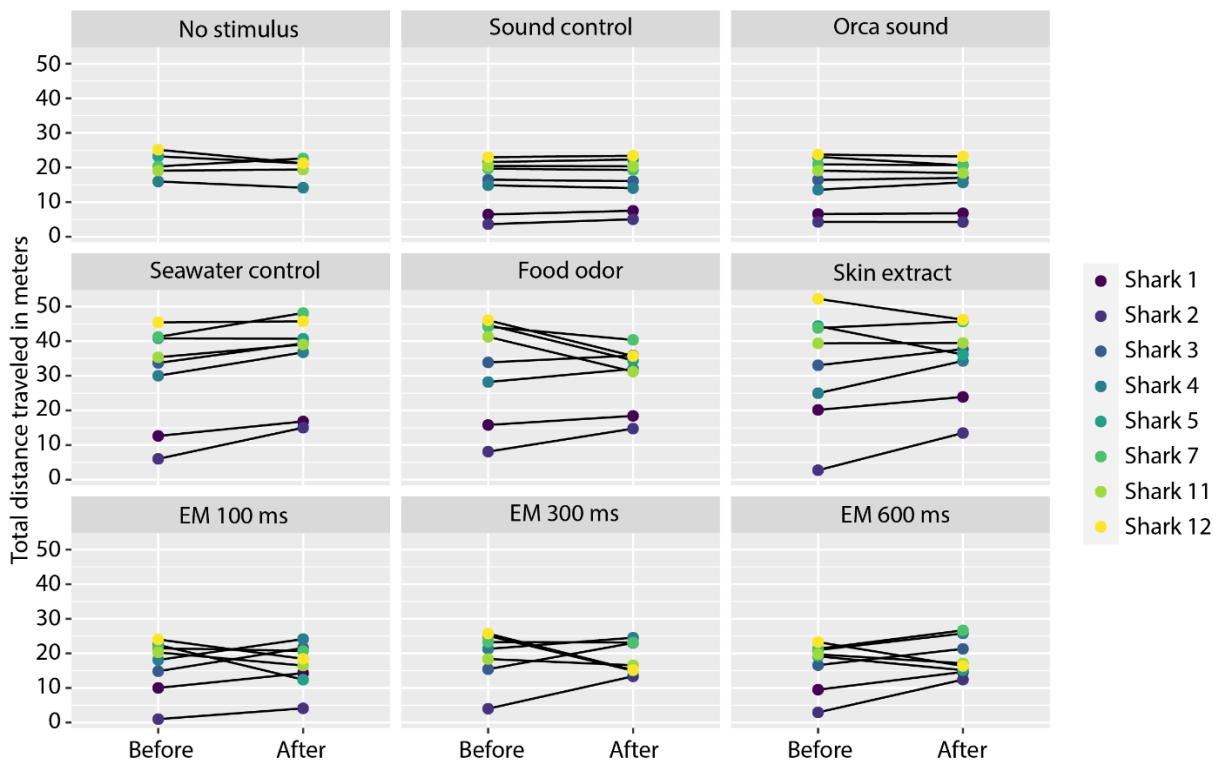 No stimulus
Sound control
Orca sound
50
40
30
20
10
0
Seawater control
Food odor
Skin extract
50
40
30
20
10
0
EM 100 ms
EM 300 ms
EM 600 ms
50
40
30
20
10
0
Before
After
Before
After
Before
After
Total distance traveled in meters
Shark 1
Shark 2
Shark 3
Shark 4
Shark 5
Shark 7
Shark 11
Shark 12